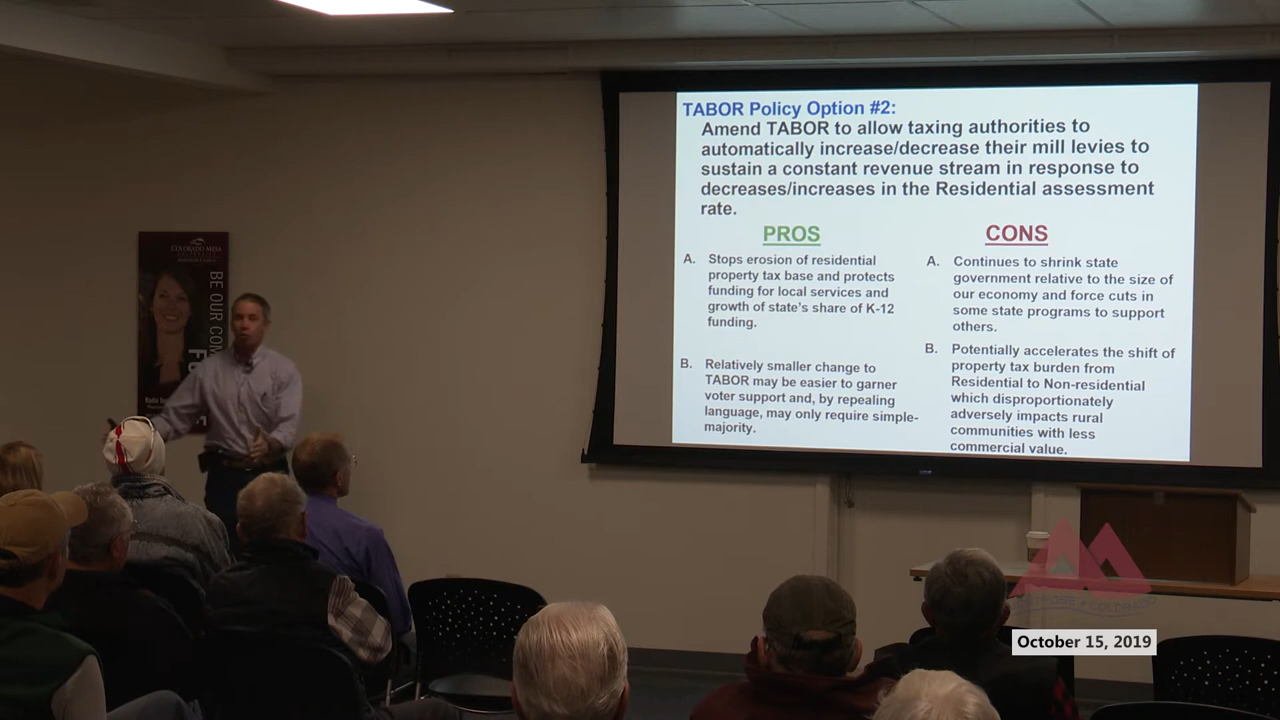 TABOR Policy Option #2:
Amend TABOR to allow taxing authorities to
automatically increase/decrease their mill levies to
sustain a constant revenue stream in response to
decreases/increases in the Residential assessment
rate.
PROS
A. Stops erosion of residential
property tax base and protects
funding for local services and
growth of state's share of K-12
funding.
B. Relatively smaller change to
TABOR may be easier to garner
voter support and, by repealing
language, may only require simple-
majority.
CONS
A. Continues to shrink state
government relative to the size of
our economy and force cuts in
some state programs to support
others.
B. Potentially accelerates the shift of
property tax burden from
Residential to Non-residential
which disproportionately
adversely impacts rural
communities with less
commercial value.
COLORADO MESA
BE OUR COM
October 15, 2019